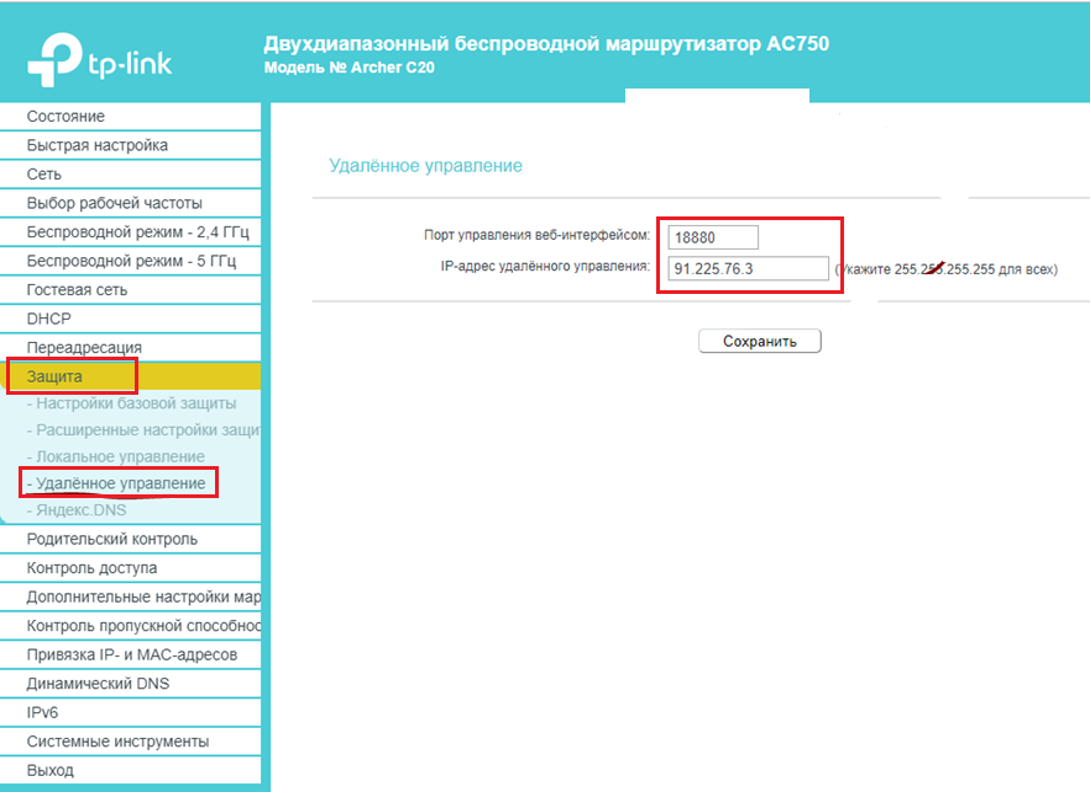 tp-link
Двухдиапазонный беспроводной маршрутизатор AC750
Модель № Archer C20
Состояние
Быстрая настройка
Сеть
Выбор рабочей частоты
Беспроводной режим - 2,4 ГГц
Беспроводной режим - 5 ГГц
Гостевая сеть
DHCP
Переадресация
Защита
- Настройки базовой защиты
- Расширенные настройки защит
- Локальное управление
- Удалённое управление
- Яндекс.DNS
Родительский контроль
Контроль доступа
Дополнительные настройки мар
Контроль пропускной способнос
Привязка IP- и MAC-адресов
Динамический DNS
IPv6
Системные инструменты
Выход
Удалённое управление
Порт управления веб-интерфейсом: 18880
IP-адрес удалённого управления: 91.225.76.3 (Укажите 255.255.255.255 для всех)
Сохранить